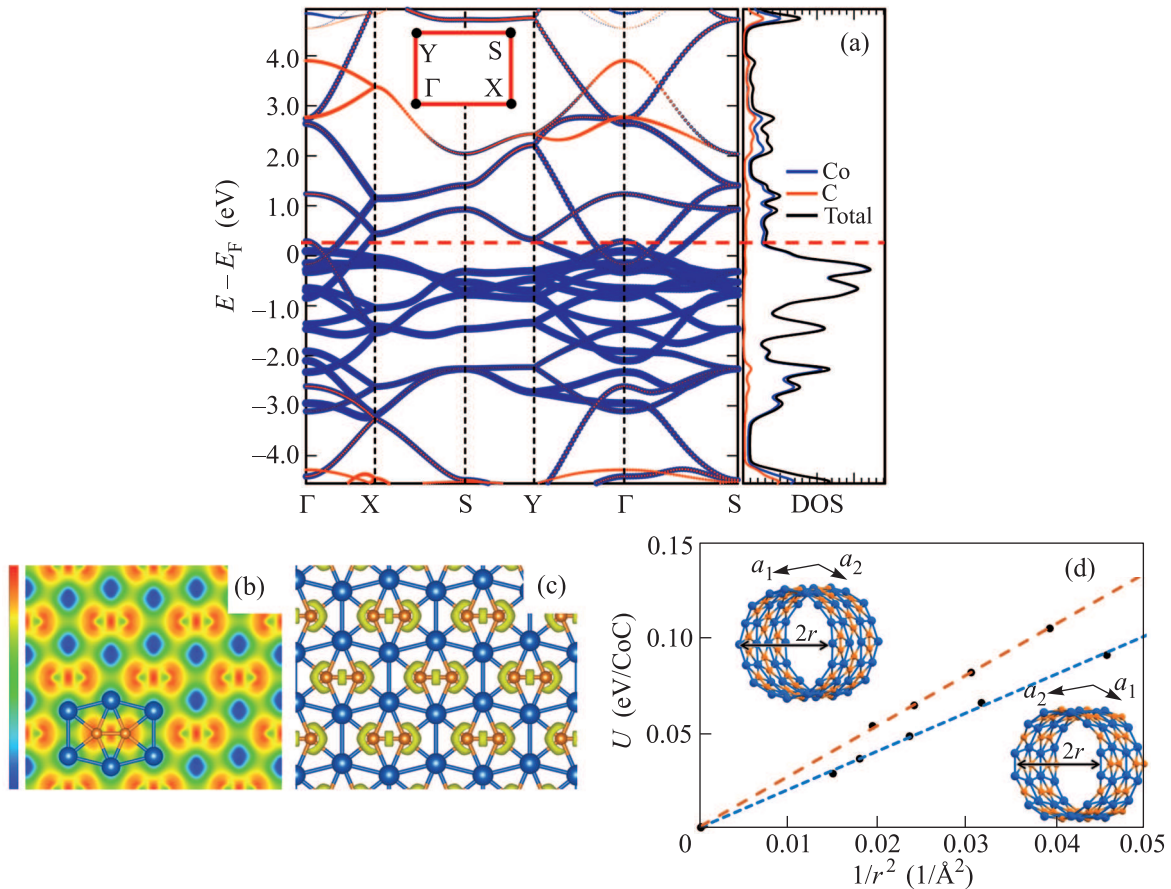 (a)
4.0
3.0
2.0
1.0
0
−1.0
−2.0
−3.0
−4.0
E − E_F (eV)
Y S
Γ X
Co
C
Total
Γ X S Y Γ S DOS
(b)
(c)
(d)
0.15
0.10
0.05
0
U (eV/CoC)
a₁ a₂
2r
a₂ a₁
2r
0.01 0.02 0.03 0.04 0.05
1/r² (1/Å²)